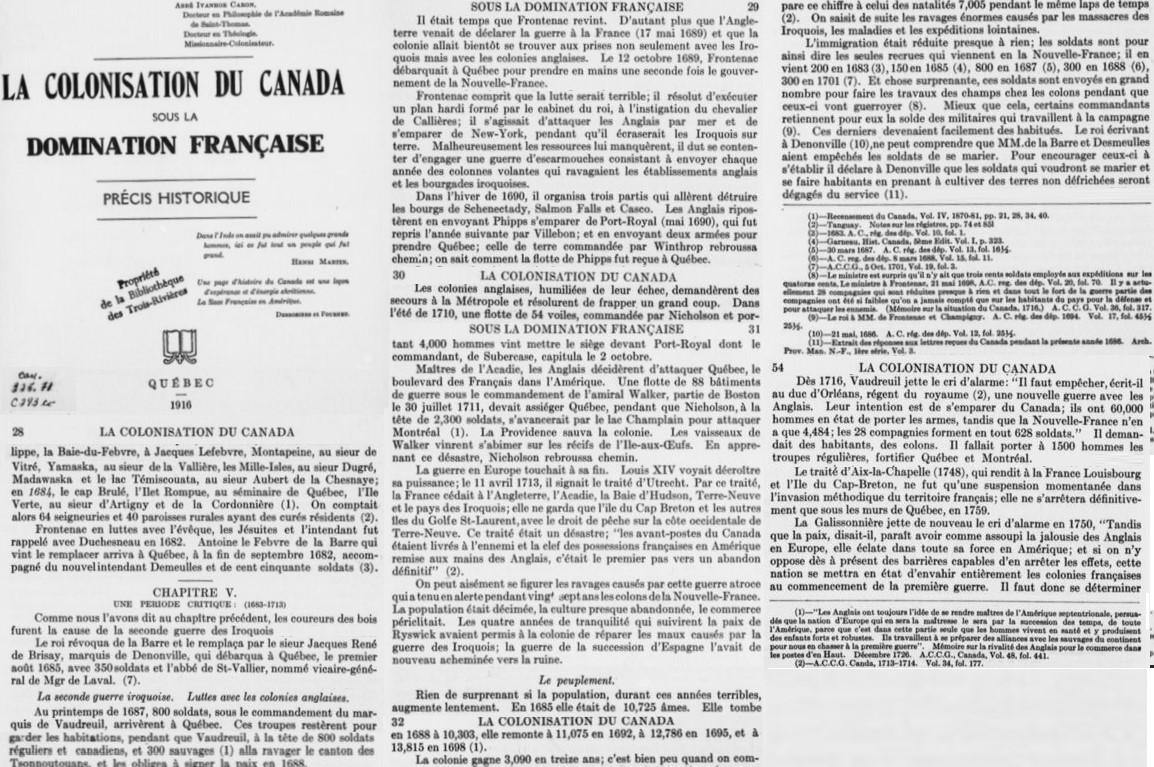 ABBÉ IVANHOE CARON,
Docteur en Philosophie de l'Académie Romaine
de Saint-Thomas.
Docteur en Théologie.
Missionnaire-Colonisateur.
LA COLONISATION DU CANADA
SOUS LA
DOMINATION FRANÇAISE
PRÉCIS HISTORIQUE
Dans l'Inde on avait pu admirer quelques grands
hommes, ici ce fut tout un peuple qui fut
grand.
HENRI MARTIN.
Propriété
de la Bibliothèque
des Trois-Rivières
Une page d'histoire du Canada est une leçon
d'espérance et d'énergie chrétienne.
La Race Française en Amérique.
DESROSIERS et FOURNET.
QUÉBEC
1916
28 LA COLONISATION DU CANADA
lippe, la Baie-du-Febvre, à Jacques Lefebvre, Montapeine, au sieur de
Vitré, Yamaska, au sieur de la Vallière, les Mille-Isles, au sieur Dugré,
Madawaska et le lac Témiscouata, au sieur Aubert de la Chesnaye;
en 1684, le cap Brulé, l'Ilet Rompue, au séminaire de Québec, l'Ile
Verte, au sieur d'Artigny et de la Cordonnière (1). On comptait
alors 64 seigneuries et 40 paroisses rurales ayant des curés résidents (2).
Frontenac en luttes avec l'évêque, les Jésuites et l'intendant fut
rappelé avec Duchesneau en 1682. Antoine le Febvre de la Barre qui
vint le remplacer arriva à Québec, à la fin de septembre 1682, accom-
pagné du nouvel intendant Demeulles et de cent cinquante soldats (3).
CHAPITRE V.
UNE PERIODE CRITIQUE: (1683-1713)
Comme nous l'avons dit au chapitre précédent, les coureurs des bois
furent la cause de la seconde guerre des Iroquois
Le roi révoqua de la Barre et le remplaça par le sieur Jacques René
de Brisay, marquis de Denonville, qui débarqua à Québec, le premier
août 1685, avec 350 soldats et l'abbé de St-Vallier, nommé vicaire-géné-
ral de Mgr de Laval. (7).
La seconde guerre iroquoise. Luttes avec les colonies anglaises.
Au printemps de 1687, 800 soldats, sous le commandement du mar-
quis de Vaudreuil, arrivèrent à Québec. Ces troupes restèrent pour
garder les habitations, pendant que Vaudreuil, à la tête de 800 soldats
réguliers et canadiens, et 300 sauvages (1) alla ravager le canton des
Tsonnontouans, et les obligea à signer la paix en 1688.
SOUS LA DOMINATION FRANÇAISE 29
Il était temps que Frontenac revint. D'autant plus que l'Angle-
terre venait de déclarer la guerre à la France (17 mai 1689) et que la
colonie allait bientôt se trouver aux prises non seulement avec les Iro-
quois mais avec les colonies anglaises. Le 12 octobre 1689, Frontenac
débarquait à Québec pour prendre en mains une seconde fois le gouver-
nement de la Nouvelle-France.
Frontenac comprit que la lutte serait terrible; il résolut d'exécuter
un plan hardi formé par le cabinet du roi, à l'instigation du chevalier
de Callières; il s'agissait d'attaquer les Anglais par mer et de
s'emparer de New-York, pendant qu'il écraserait les Iroquois sur
terre. Malheureusement les ressources lui manquèrent, il dut se conten-
ter d'engager une guerre d'escarmouches consistant à envoyer chaque
année des colonnes volantes qui ravageaient les établissements anglais
et les bourgades iroquoises.
Dans l'hiver de 1690, il organisa trois partis qui allèrent détruire
les bourgs de Schenectady, Salmon Falls et Casco. Les Anglais ripos-
tèrent en envoyant Phipps s'emparer de Port-Royal (mai 1690), qui fut
repris l'année suivante par Villebon; et en envoyant deux armées pour
prendre Québec; celle de terre commandée par Winthrop rebroussa
chemin; on sait comment la flotte de Phipps fut reçue à Québec.
30 LA COLONISATION DU CANADA
Les colonies anglaises, humiliées de leur échec, demandèrent des
secours à la Métropole et résolurent de frapper un grand coup. Dans
l'été de 1710, une flotte de 54 voiles, commandée par Nicholson et por-
SOUS LA DOMINATION FRANÇAISE 31
tant 4,000 hommes vint mettre le siège devant Port-Royal dont le
commandant, de Subercase, capitula le 2 octobre.
Maîtres de l'Acadie, les Anglais décidèrent d'attaquer Québec, le
boulevard des Français dans l'Amérique. Une flotte de 88 bâtiments
de guerre sous le commandement de l'amiral Walker, partie de Boston
le 30 juillet 1711, devait assiéger Québec, pendant que Nicholson, à la
tête de 2,300 soldats, s'avancerait par le lac Champlain pour attaquer
Montréal (1). La Providence sauva la colonie. Les vaisseaux de
Walker vinrent s'abimer sur les récifs de l'Ile-aux-Œufs. En appre-
nant ce désastre, Nicholson rebroussa chemin.
La guerre en Europe touchait à sa fin. Louis XIV voyait décroître
sa puissance; le 11 avril 1713, il signait le traité d'Utrecht. Par ce traité,
la France cédait à l'Angleterre, l'Acadie, la Baie d'Hudson, Terre-Neuve
et le pays des Iroquois; elle ne garda que l'île du Cap Breton et les autres
îles du Golfe St-Laurent, avec le droit de pêche sur la côte occidentale de
Terre-Neuve. Ce traité était un désastre; "les avant-postes du Canada
étaient livrés à l'ennemi et la clef des possessions françaises en Amérique
remise aux mains des Anglais, c'était le premier pas vers un abandon
définitif" (2).
On peut aisément se figurer les ravages causés par cette guerre atroce
qui a tenu en alerte pendant vingt sept ans les colons de la Nouvelle-France.
La population était décimée, la culture presque abandonnée, le commerce
périclitait. Les quatre années de tranquilité qui suivirent la paix de
Ryswick avaient permis à la colonie de réparer les maux causés par la
guerre des Iroquois; la guerre de la succession d'Espagne l'avait de
nouveau acheminée vers la ruine.
Le peuplement.
Rien de surprenant si la population, durant ces années terribles,
augmente lentement. En 1685 elle était de 10,725 âmes. Elle tombe
32 LA COLONISATION DU CANADA
en 1688 à 10,303, elle remonte à 11,075 en 1692, à 12,786 en 1695, et à
13,815 en 1698 (1).
La colonie gagne 3,090 en treize ans; c'est bien peu quand on com-
pare ce chiffre à celui des natalités 7,005 pendant le même laps de temps
(2). On saisit de suite les ravages énormes causés par les massacres des
Iroquois, les maladies et les expéditions lointaines.
L'immigration était réduite presque à rien; les soldats sont pour
ainsi dire les seules recrues qui viennent en la Nouvelle-France; il en
vient 200 en 1683 (3), 150 en 1685 (4), 800 en 1687 (5), 300 en 1688 (6),
300 en 1701 (7). Et chose surprenante, ces soldats sont envoyés en grand
nombre pour faire les travaux des champs chez les colons pendant que
ceux-ci vont guerroyer (8). Mieux que cela, certains commandants
retiennent pour eux la solde des militaires qui travaillent à la campagne
(9). Ces derniers devenaient facilement des habitués. Le roi écrivant
à Denonville (10), ne peut comprendre que MM. de la Barre et Desmeulles
aient empêchés les soldats de se marier. Pour encourager ceux-ci à
s'établir il déclare à Denonville que les soldats qui voudront se marier et
se faire habitants en prenant à cultiver des terres non défrichées seront
dégagés du service (11).
(1)—Recensement du Canada, Vol. IV, 1870-81, pp. 21, 28, 34, 40.
(2)—Tanguay. Notes sur les régistres, pp. 74 et 85l
(3)—1683. A. C., rég. des dép. Vol. 10, fol. 1.
(4)—Garneau, Hist. Canada, 5ème Edit. Vol. I, p. 323.
(5)—30 mars 1687. A. C. rég. des dép. Vol. 13, fol. 16½.
(6)—A. C. reg. des dép. 8 mars 1688, Vol. 15, fol. 11.
(7)—A.C.C.G., 5 Oct. 1701, Vol. 19, fol. 3.
(8)—Le ministre est surpris qu'il n'y ait que trois cents soldats employés aux expéditions sur les
quatorze cents. Le ministre à Frontenac, 21 mai 1698, A.C. reg. des dép. Vol. 20, fol. 70. Il y a actu-
ellement 28 compagnies qui sont réduites presque à rien et dans tout le fort de la guerre partie des
compagnies ont été si faibles qu'on a jamais compté que sur les habitants du pays pour la défense et
pour attaquer les ennemis. (Mémoire sur la situation du Canada, 1716.) A. C. C. G. Vol. 36, fol. 317.
(9)—Le roi à MM. de Frontenac et Champigny. A.C. rég. des dép. 1694. Vol. 17, fol. 45½
25½.
(10)—21 mai, 1686. A. C. rég. des dép. Vol. 12, fol. 25½.
(11)—Extrait des réponses aux lettres reçues du Canada pendant la présente année 1686. Arch.
Prov. Man. N.-F., 1ère série, Vol. 3.
54 LA COLONISATION DU CANADA
Dès 1716, Vaudreuil jette le cri d'alarme: "Il faut empêcher, écrit-il
au duc d'Orléans, régent du royaume (2), une nouvelle guerre avec les
Anglais. Leur intention est de s'emparer du Canada; ils ont 60,000
hommes en état de porter les armes, tandis que la Nouvelle-France n'en
a que 4,484; les 28 compagnies forment en tout 628 soldats." Il deman-
dait des habitants, des colons. Il fallait porter à 1500 hommes les
troupes régulières, fortifier Québec et Montréal.
Le traité d'Aix-la-Chapelle (1748), qui rendit à la France Louisbourg
et l'Ile du Cap-Breton, ne fut qu'une suspension momentanée dans
l'invasion méthodique du territoire français; elle ne s'arrêtera définitive-
ment que sous les murs de Québec, en 1759.
La Galissonnière jette de nouveau le cri d'alarme en 1750, "Tandis
que la paix, disait-il, paraît avoir comme assoupi la jalousie des Anglais
en Europe, elle éclate dans toute sa force en Amérique; et si on n'y
oppose dès à présent des barrières capables d'en arrêter les effets, cette
nation se mettra en état d'envahir entièrement les colonies françaises
au commencement de la première guerre. Il faut donc se déterminer
(1)—"Les Anglais ont toujours l'idée de se rendre maîtres de l'Amérique septentrionale, persua-
dés que la nation d'Europe qui en sera la maîtresse le sera par la succession des temps, de toute
l'Amérique, parce que c'est dans cette partie seule que les hommes vivent en santé et y produisent
des enfants forts et robustes. Ils travaillent à se préparer des alliances avec les sauvages du continent
pour nous en chasser à la première guerre". Mémoire sur la rivalité des Anglais pour le commerce dans
les postes d'en Haut. Décembre 1726. A.C.C.G., Canada, Vol. 48, fol. 441.
(2)—A.C.C.G. Canda, 1713-1714. Vol. 34, fol. 177.